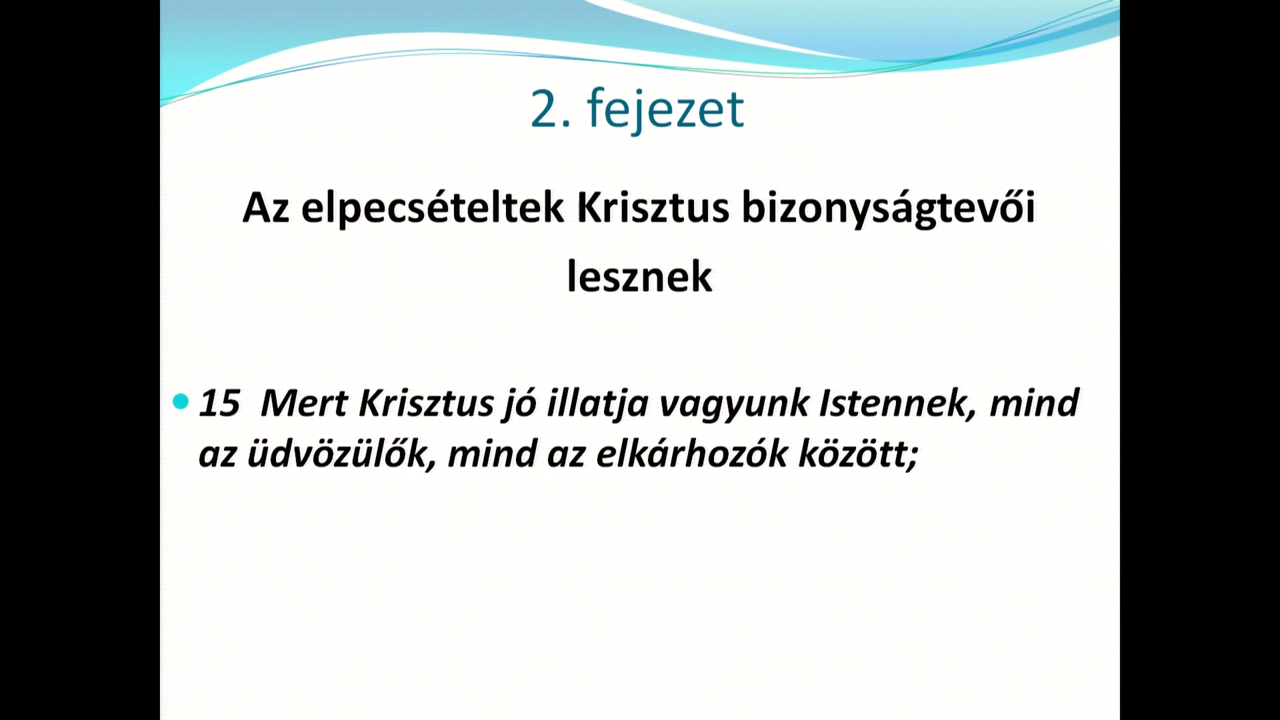 2. fejezet
Az elpecsételtek Krisztus bizonyságtevői
lesznek
15 Mert Krisztus jó illatja vagyunk Istennek, mind
az üdvözülők, mind az elkárhozók között;